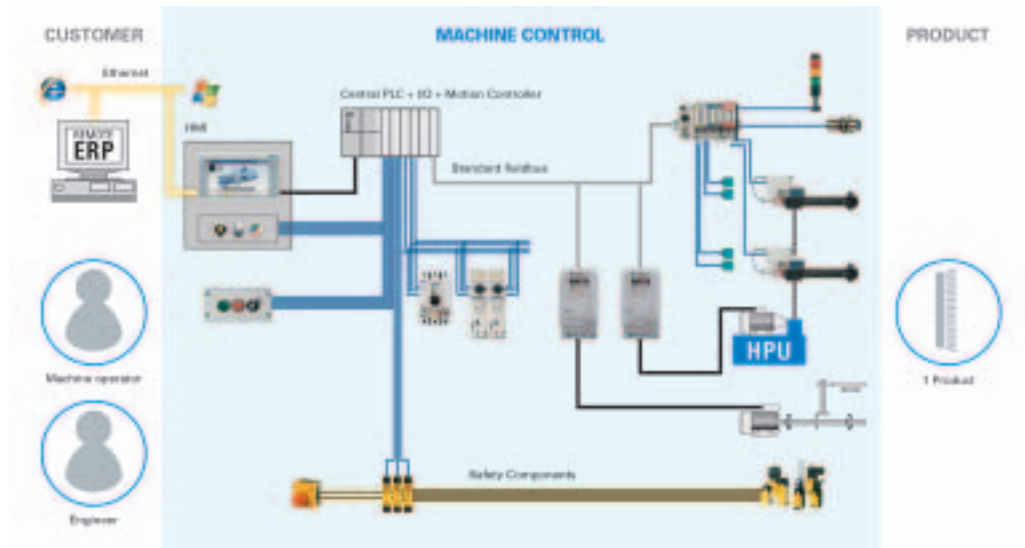 CUSTOMER
MACHINE CONTROL
PRODUCT
Ethernet
Central PLC + I/O + Motion Controller
HMI
REMOTE
ERP
Standard fieldbus
HPU
Machine operator
1 Product
Safety Components
Engineer